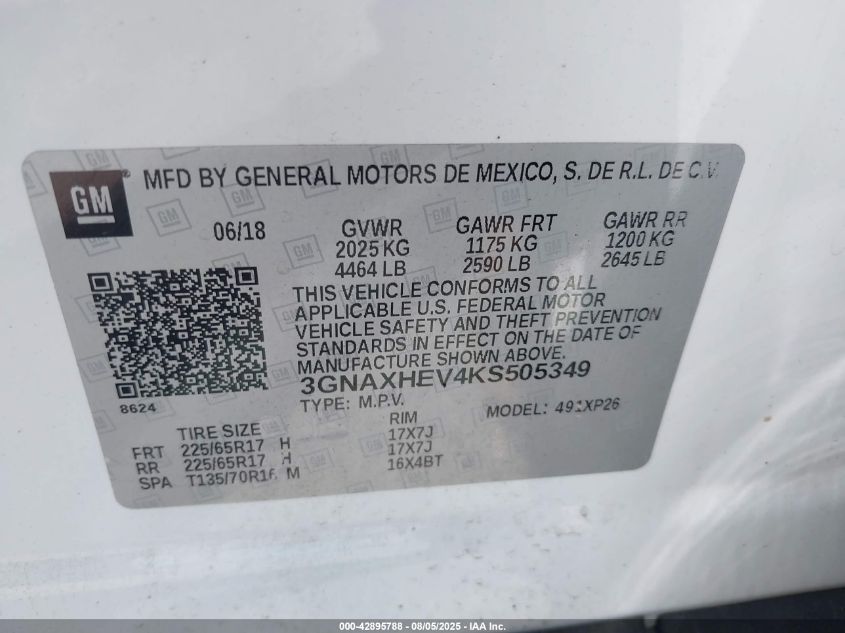 GM ® MFD BY GENERAL MOTORS DE MEXICO, S. DE R.L. DE C.V.
06/18 GVWR GAWR FRT GAWR RR
2025 KG 1175 KG 1200 KG
4464 LB 2590 LB 2645 LB
THIS VEHICLE CONFORMS TO ALL
APPLICABLE U.S. FEDERAL MOTOR
VEHICLE SAFETY AND THEFT PREVENTION
STANDARDS IN EFFECT ON THE DATE OF
MANUFACTURE SHOWN ABOVE.
3GNAXHEV4KS505349
8624 TYPE: M.P.V. MODEL: 491XP26
TIRE SIZE RIM
FRT 225/65R17 H 17X7J
RR 225/65R17 H 17X7J
SPA T135/70R16 M 16X4BT
000-42895788 - 08/05/2025 - IAA Inc.